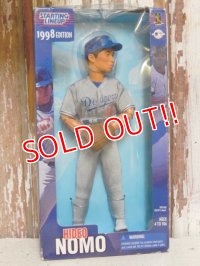 STARTING
LINEUP
1998 EDITION
Dodgers
SOLD OUT!!
HIDEO
NOMO